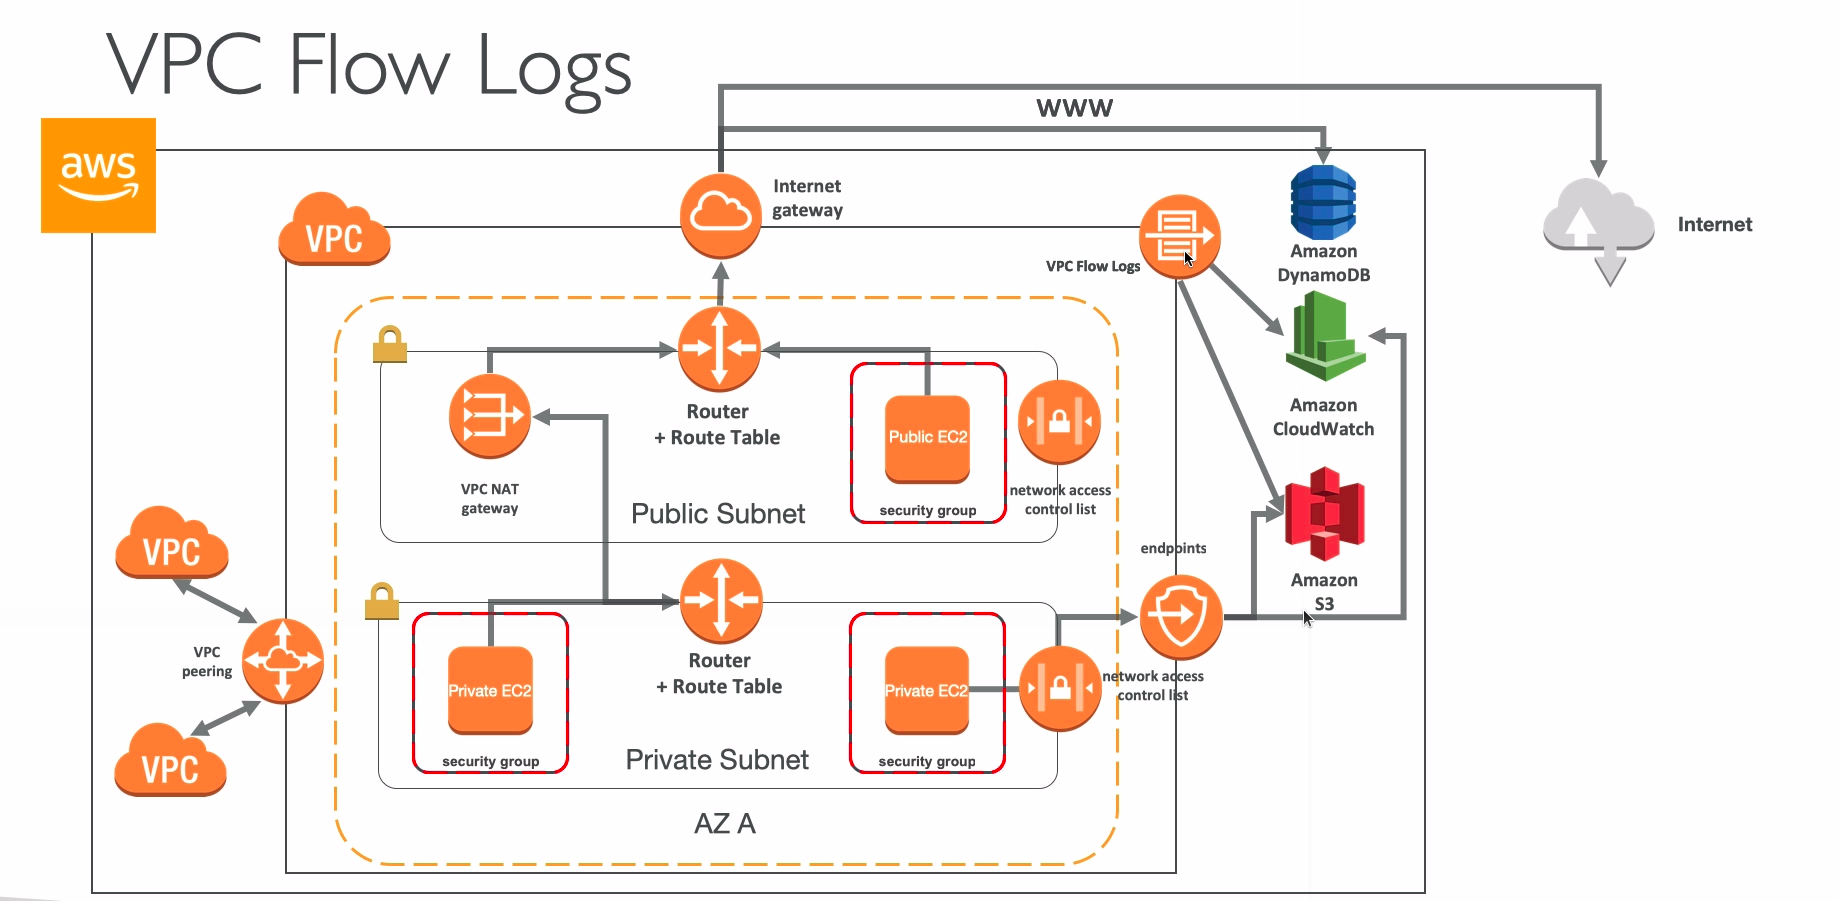 VPC Flow Logs
WWW
aws
Internet
gateway
VPC
VPC Flow Logs
Amazon
DynamoDB
Internet
Router
+ Route Table
Public EC2
security group
network access
control list
Amazon
CloudWatch
VPC NAT
gateway
Public Subnet
VPC
endpoints
Amazon
S3
VPC
peering
Router
+ Route Table
Private EC2
security group
Private EC2
security group
network access
control list
Private Subnet
VPC
AZ A